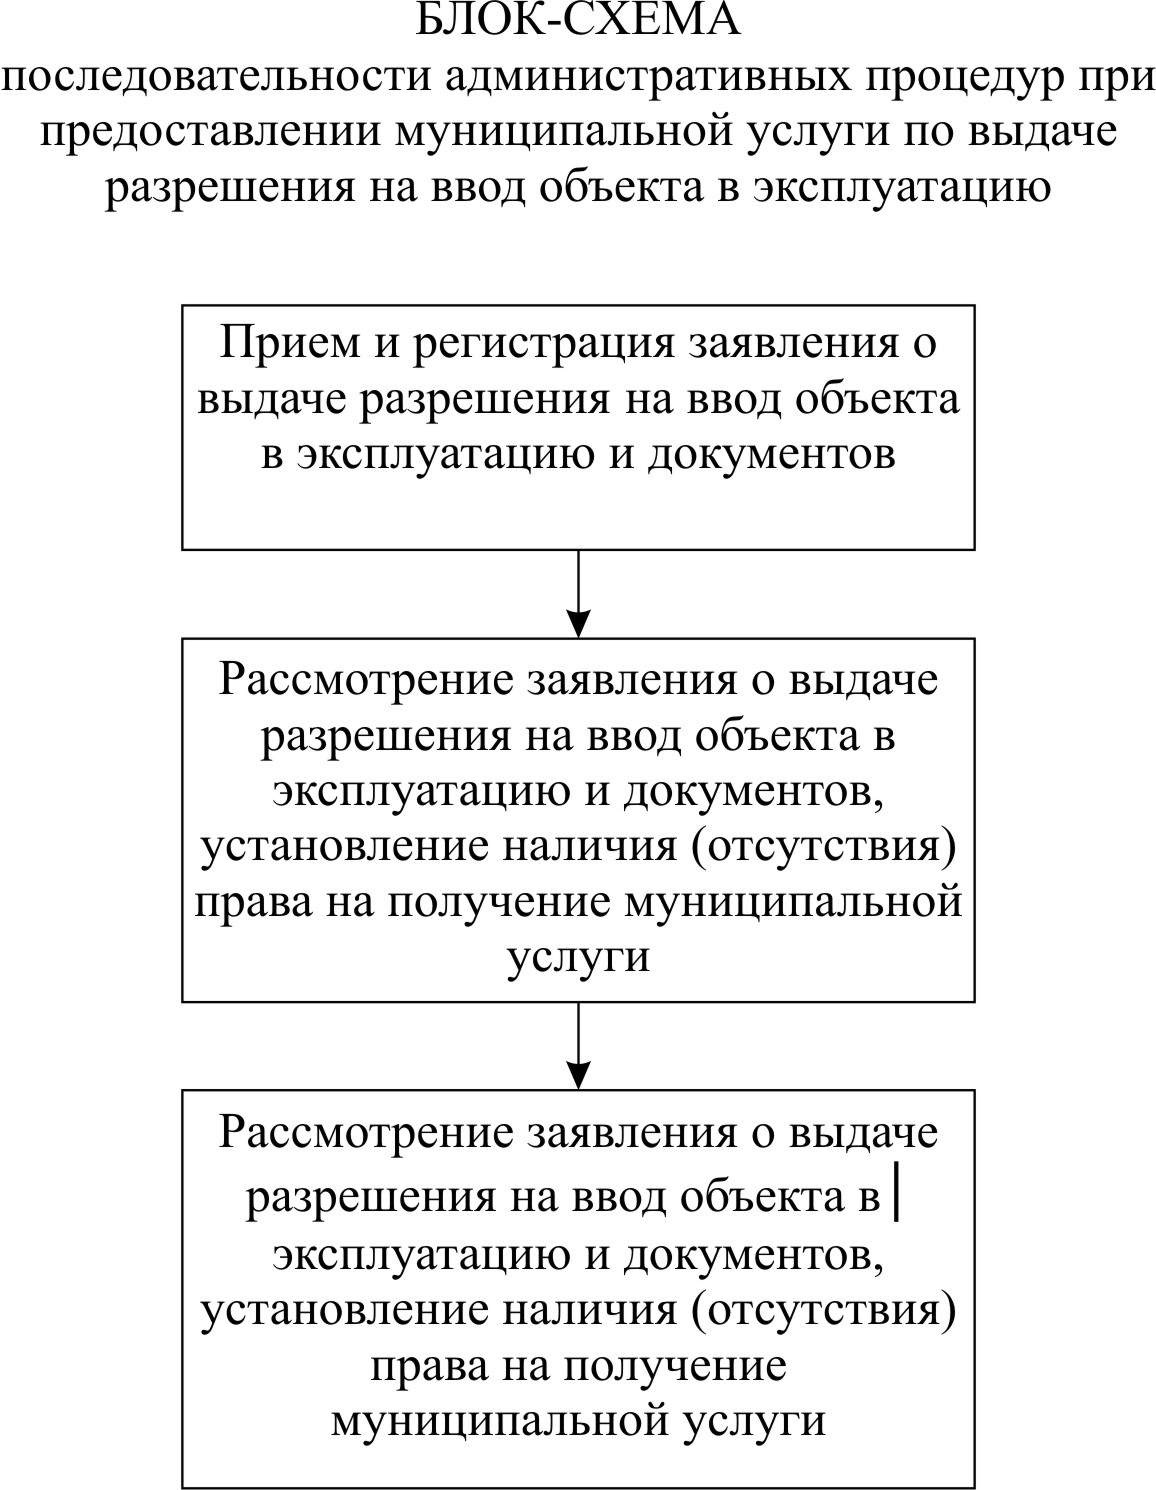 БЛОК-СХЕМА
последовательности административных процедур при
предоставлении муниципальной услуги по выдаче
разрешения на ввод объекта в эксплуатацию
Прием и регистрация заявления о
выдаче разрешения на ввод объекта
в эксплуатацию и документов
Рассмотрение заявления о выдаче
разрешения на ввод объекта в
эксплуатацию и документов,
установление наличия (отсутствия)
права на получение муниципальной
услуги
Рассмотрение заявления о выдаче
разрешения на ввод объекта в|
эксплуатацию и документов,
установление наличия (отсутствия)
права на получение
муниципальной услуги